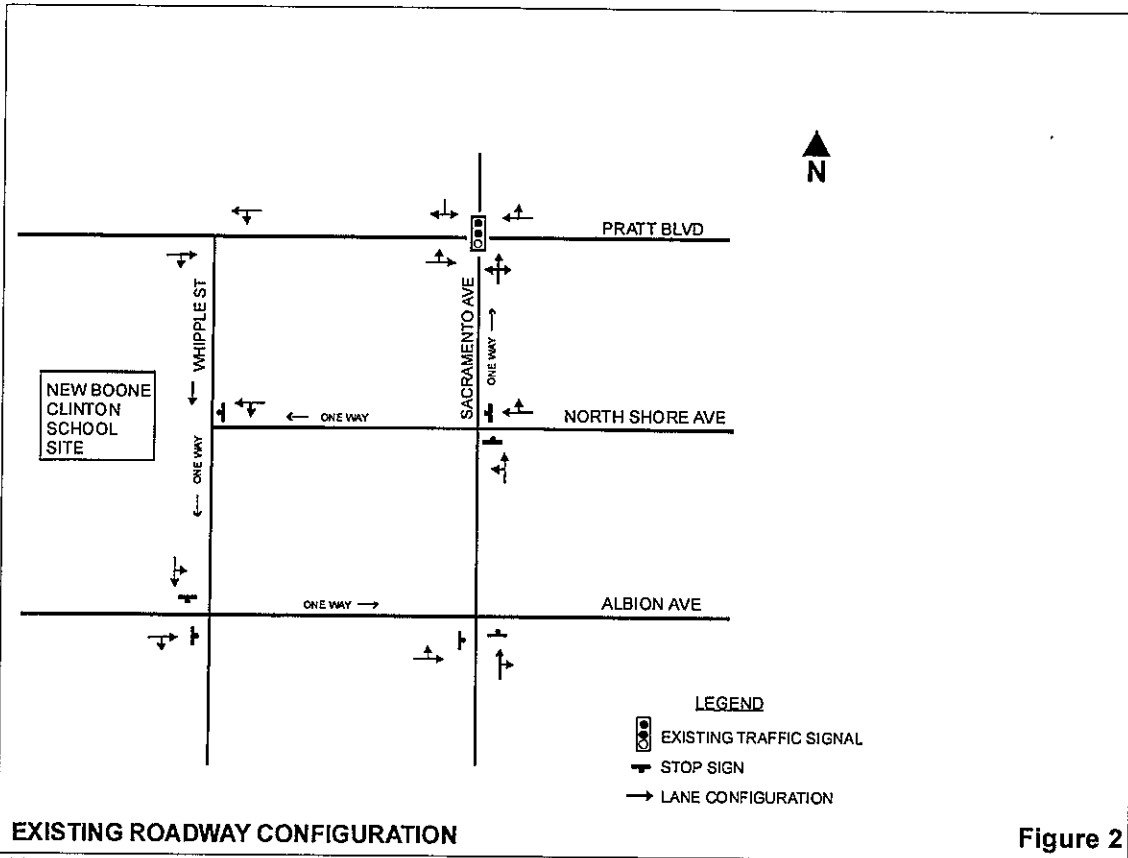 N
PRATT BLVD
WHIPPLE ST
SACRAMENTO AVE
ONE WAY
NEW BOONE
CLINTON
SCHOOL
SITE
ONE WAY
NORTH SHORE AVE
ONE WAY
ONE WAY
ALBION AVE
LEGEND
EXISTING TRAFFIC SIGNAL
STOP SIGN
LANE CONFIGURATION
EXISTING ROADWAY CONFIGURATION
Figure 2